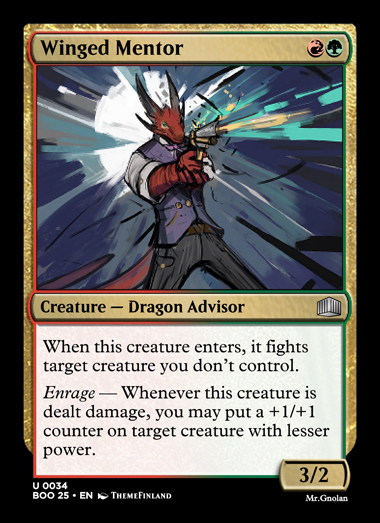 Winged Mentor
Creature — Dragon Advisor
When this creature enters, it fights
target creature you don't control.
Enrage — Whenever this creature is
dealt damage, you may put a +1/+1
counter on target creature with lesser
power.
3/2
U 0034
BOO 25 • EN ThemeFinland
Mr.Gnolan